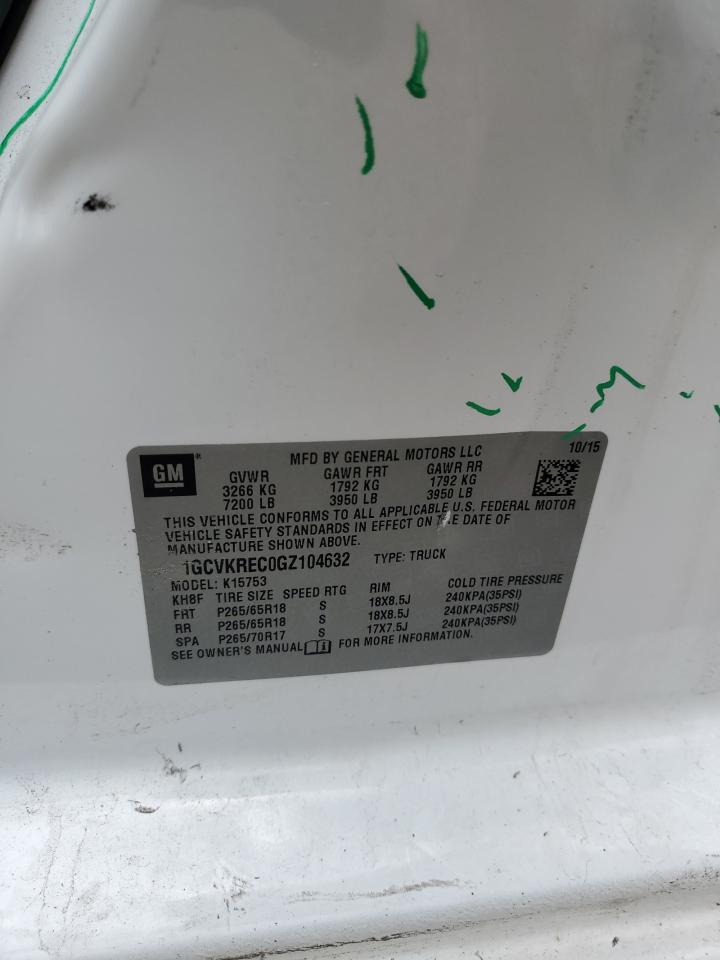 GM®
MFD BY GENERAL MOTORS LLC 10/15
GVWR GAWR FRT GAWR RR
3266 KG 1792 KG 1792 KG
7200 LB 3950 LB 3950 LB
THIS VEHICLE CONFORMS TO ALL APPLICABLE U.S. FEDERAL MOTOR
VEHICLE SAFETY STANDARDS IN EFFECT ON THE DATE OF
MANUFACTURE SHOWN ABOVE.
1GCVKREC0GZ104632 TYPE: TRUCK
MODEL: K15753
KH8F TIRE SIZE SPEED RTG RIM COLD TIRE PRESSURE
FRT P265/65R18 S 18X8.5J 240KPA(35PSI)
RR P265/65R18 S 18X8.5J 240KPA(35PSI)
SPA P265/70R17 S 17X7.5J 240KPA(35PSI)
SEE OWNER'S MANUAL i FOR MORE INFORMATION.